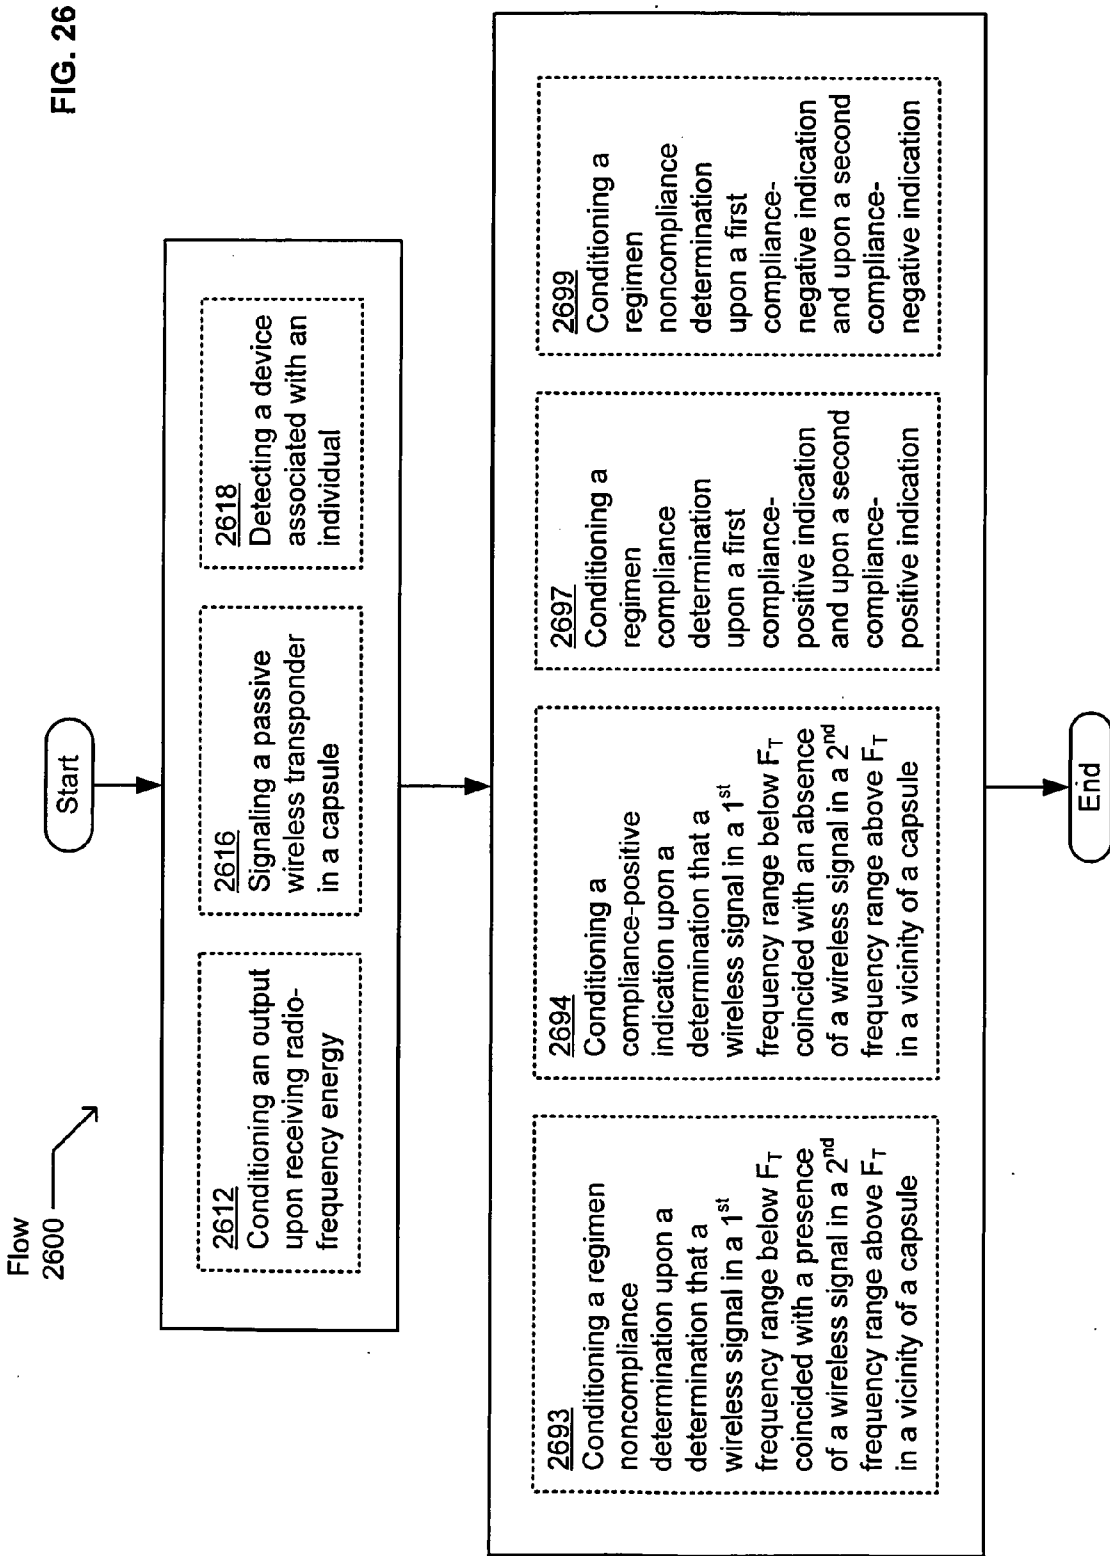 FIG. 26
Flow
2600
Start
2612
Conditioning an output
upon receiving radio-
frequency energy
2616
Signaling a passive
wireless transponder
in a capsule
2618
Detecting a device
associated with an
individual
2693
Conditioning a regimen
noncompliance
determination upon a
determination that a
wireless signal in a 1st
frequency range below FT
coincided with a presence
of a wireless signal in a 2nd
frequency range above FT
in a vicinity of a capsule
2694
Conditioning a
compliance-positive
indication upon a
determination that a
wireless signal in a 1st
frequency range below FT
coincided with an absence
of a wireless signal in a 2nd
frequency range above FT
in a vicinity of a capsule
2697
Conditioning a
regimen
compliance
determination
upon a first
compliance-
positive indication
and upon a second
compliance-
positive indication
2699
Conditioning a
regimen
noncompliance
determination
upon a first
compliance-
negative indication
and upon a second
compliance-
negative indication
End